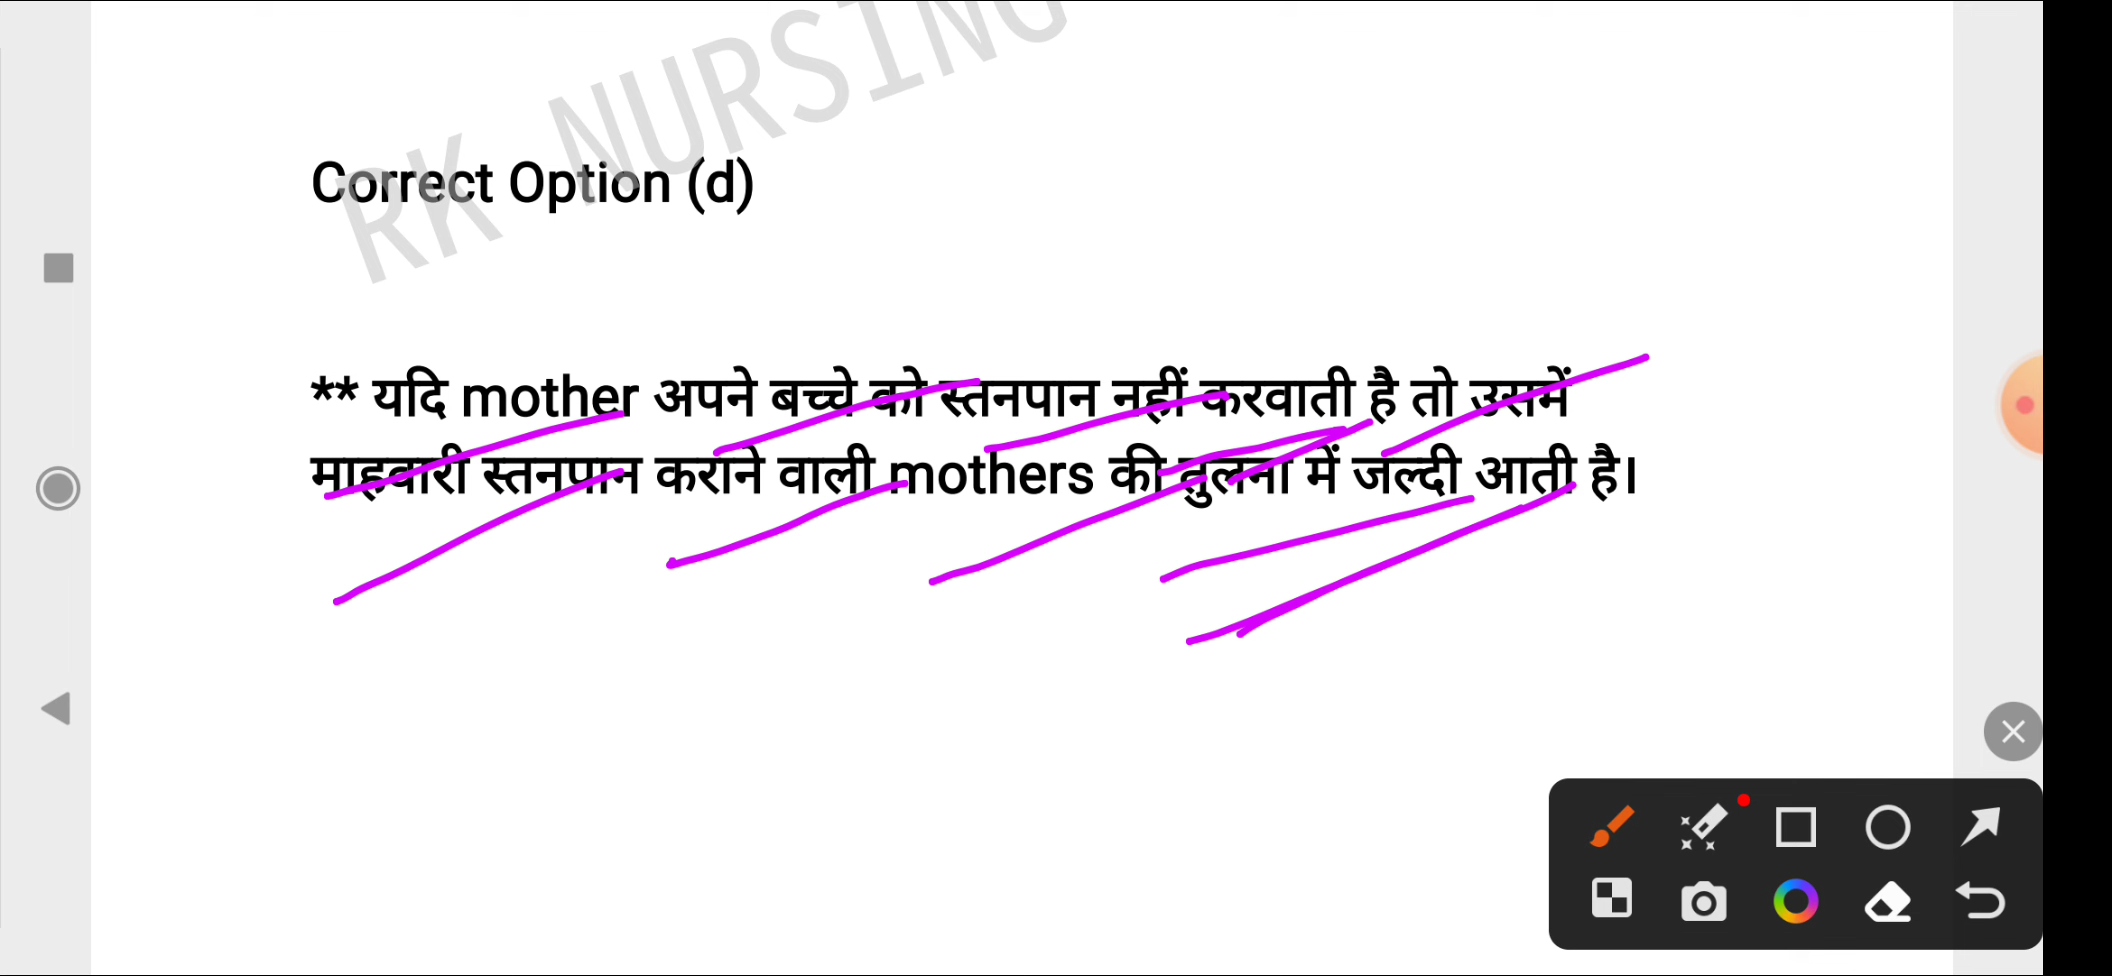 RK NURSING
Correct Option (d)
** यदि mother अपने बच्चे को स्तनपान नहीं करवाती है तो उसमें
माहवारी स्तनपान कराने वाली mothers की तुलना में जल्दी आती है।